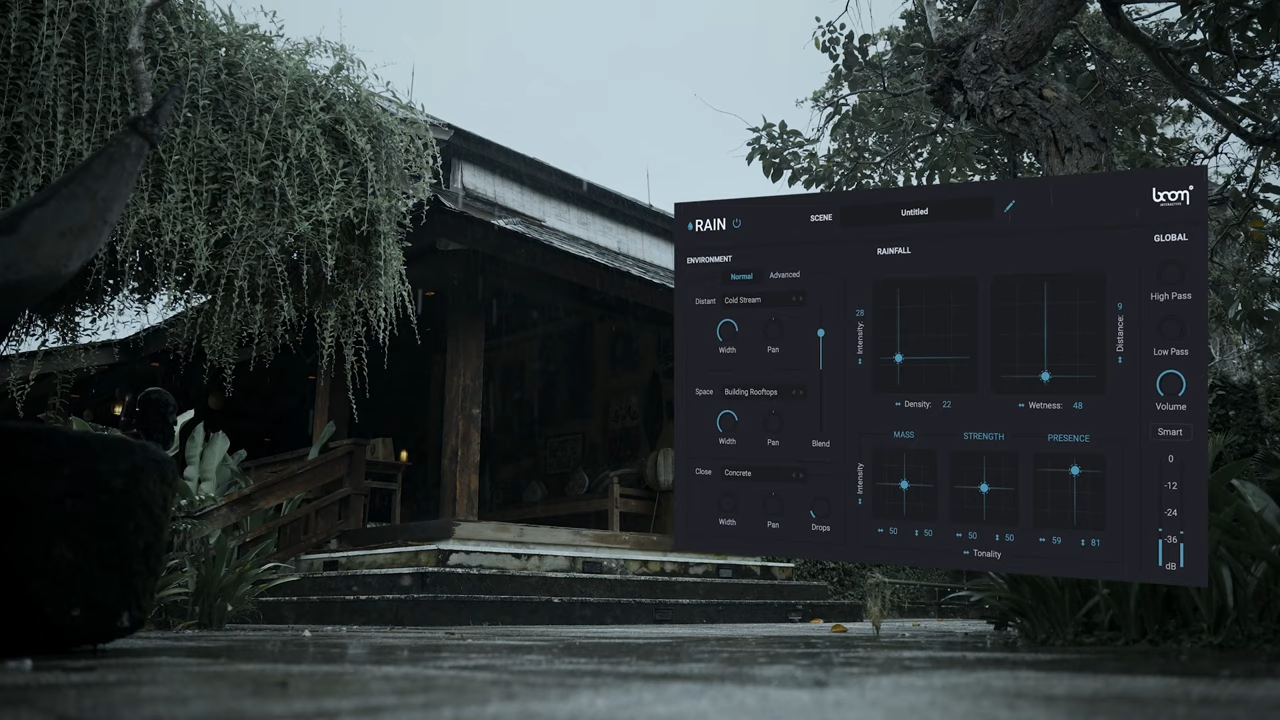 RAIN
SCENE
Untitled
boom
INTERACTIVE
ENVIRONMENT
Normal
Advanced
Distant
Cold Stream
Width
Pan
Space
Building Rooftops
Width
Pan
Blend
Close
Concrete
Width
Pan
Drops
RAINFALL
Intensity: 28
Density: 22
Distance: 9
Wetness: 48
MASS
STRENGTH
PRESENCE
Intensity
50
50
50
50
59
81
Tonality
GLOBAL
High Pass
Low Pass
Volume
Smart
0
-12
-24
-36
dB